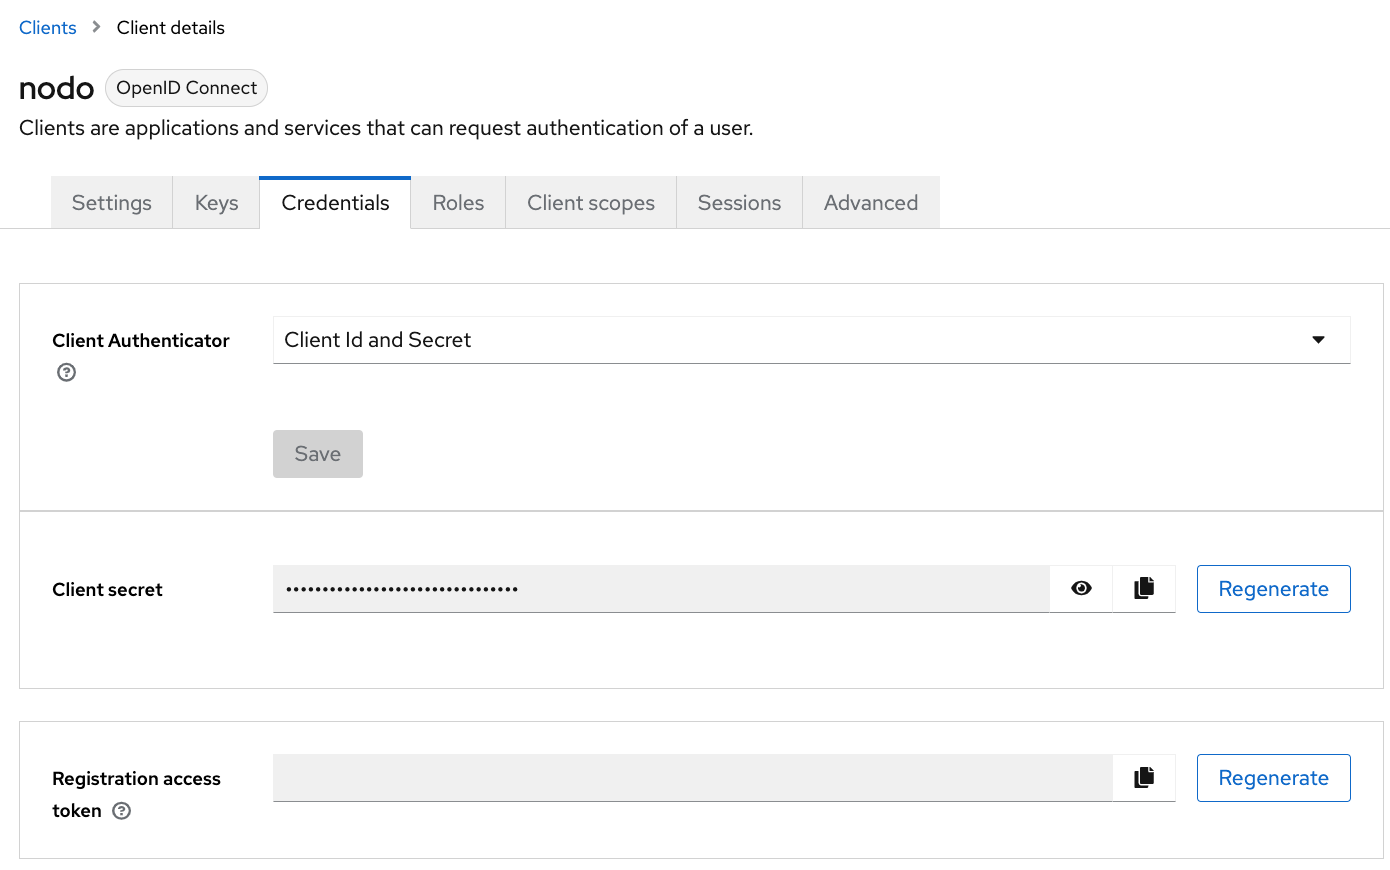 Clients > Client details
nodo OpenID Connect
Clients are applications and services that can request authentication of a user.
Settings Keys Credentials Roles Client scopes Sessions Advanced
Client Authenticator Client Id and Secret
Save
Client secret •••••••••••••••••••••••••••••••• Regenerate
Registration access Regenerate
token